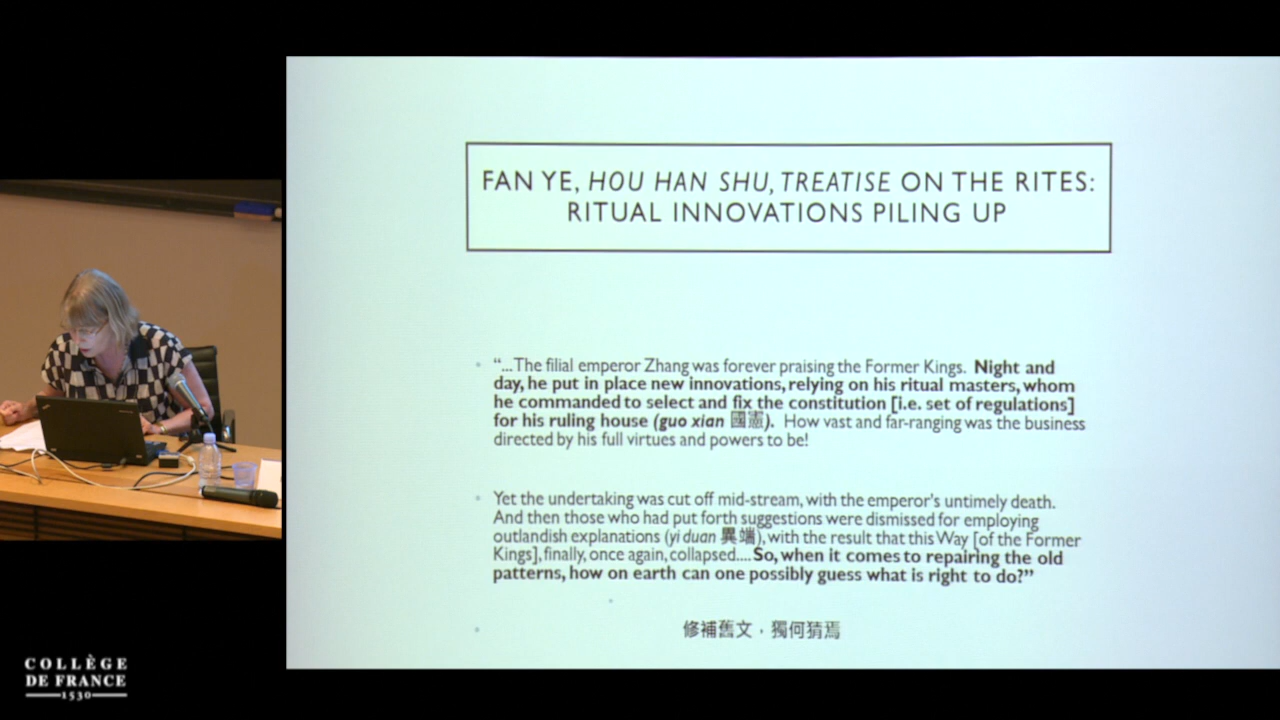 FAN YE, HOU HAN SHU, TREATISE ON THE RITES:
RITUAL INNOVATIONS PILING UP
• “...The filial emperor Zhang was forever praising the Former Kings. Night and
day, he put in place new innovations, relying on his ritual masters, whom
he commanded to select and fix the constitution [i.e. set of regulations]
for his ruling house (guo xian 國憲). How vast and far-ranging was the business
directed by his full virtues and powers to be!
• Yet the undertaking was cut off mid-stream, with the emperor's untimely death.
And then those who had put forth suggestions were dismissed for employing
outlandish explanations (yi duan 異端), with the result that this Way [of the Former
Kings], finally, once again, collapsed....So, when it comes to repairing the old
patterns, how on earth can one possibly guess what is right to do?”
•
• 修補舊文，獨何猜焉
COLLÈGE
DE FRANCE
1530